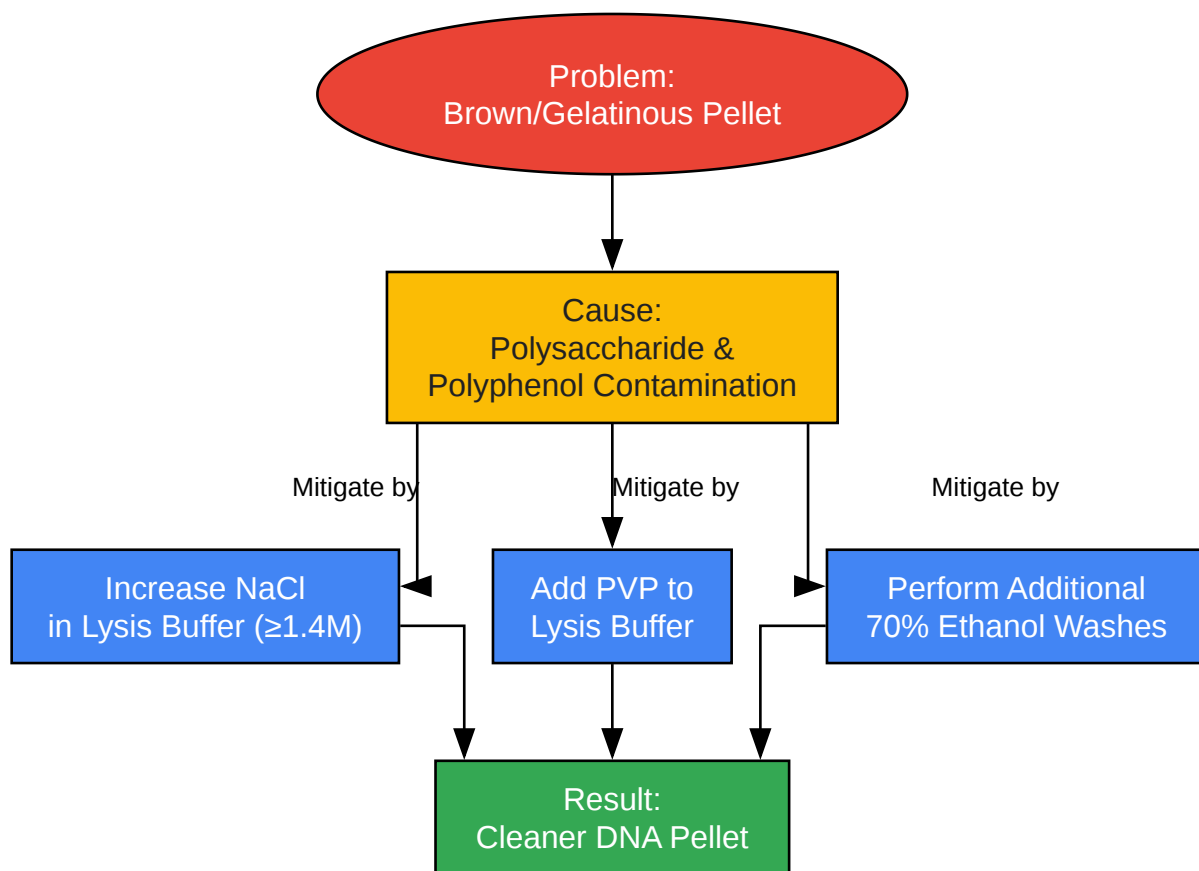 Problem:
Brown/Gelatinous Pellet
Cause:
Polysaccharide &
Polyphenol Contamination
Mitigate by
Mitigate by
Mitigate by
Increase NaCl
in Lysis Buffer (≥1.4M)
Add PVP to
Lysis Buffer
Perform Additional
70% Ethanol Washes
Result:
Cleaner DNA Pellet